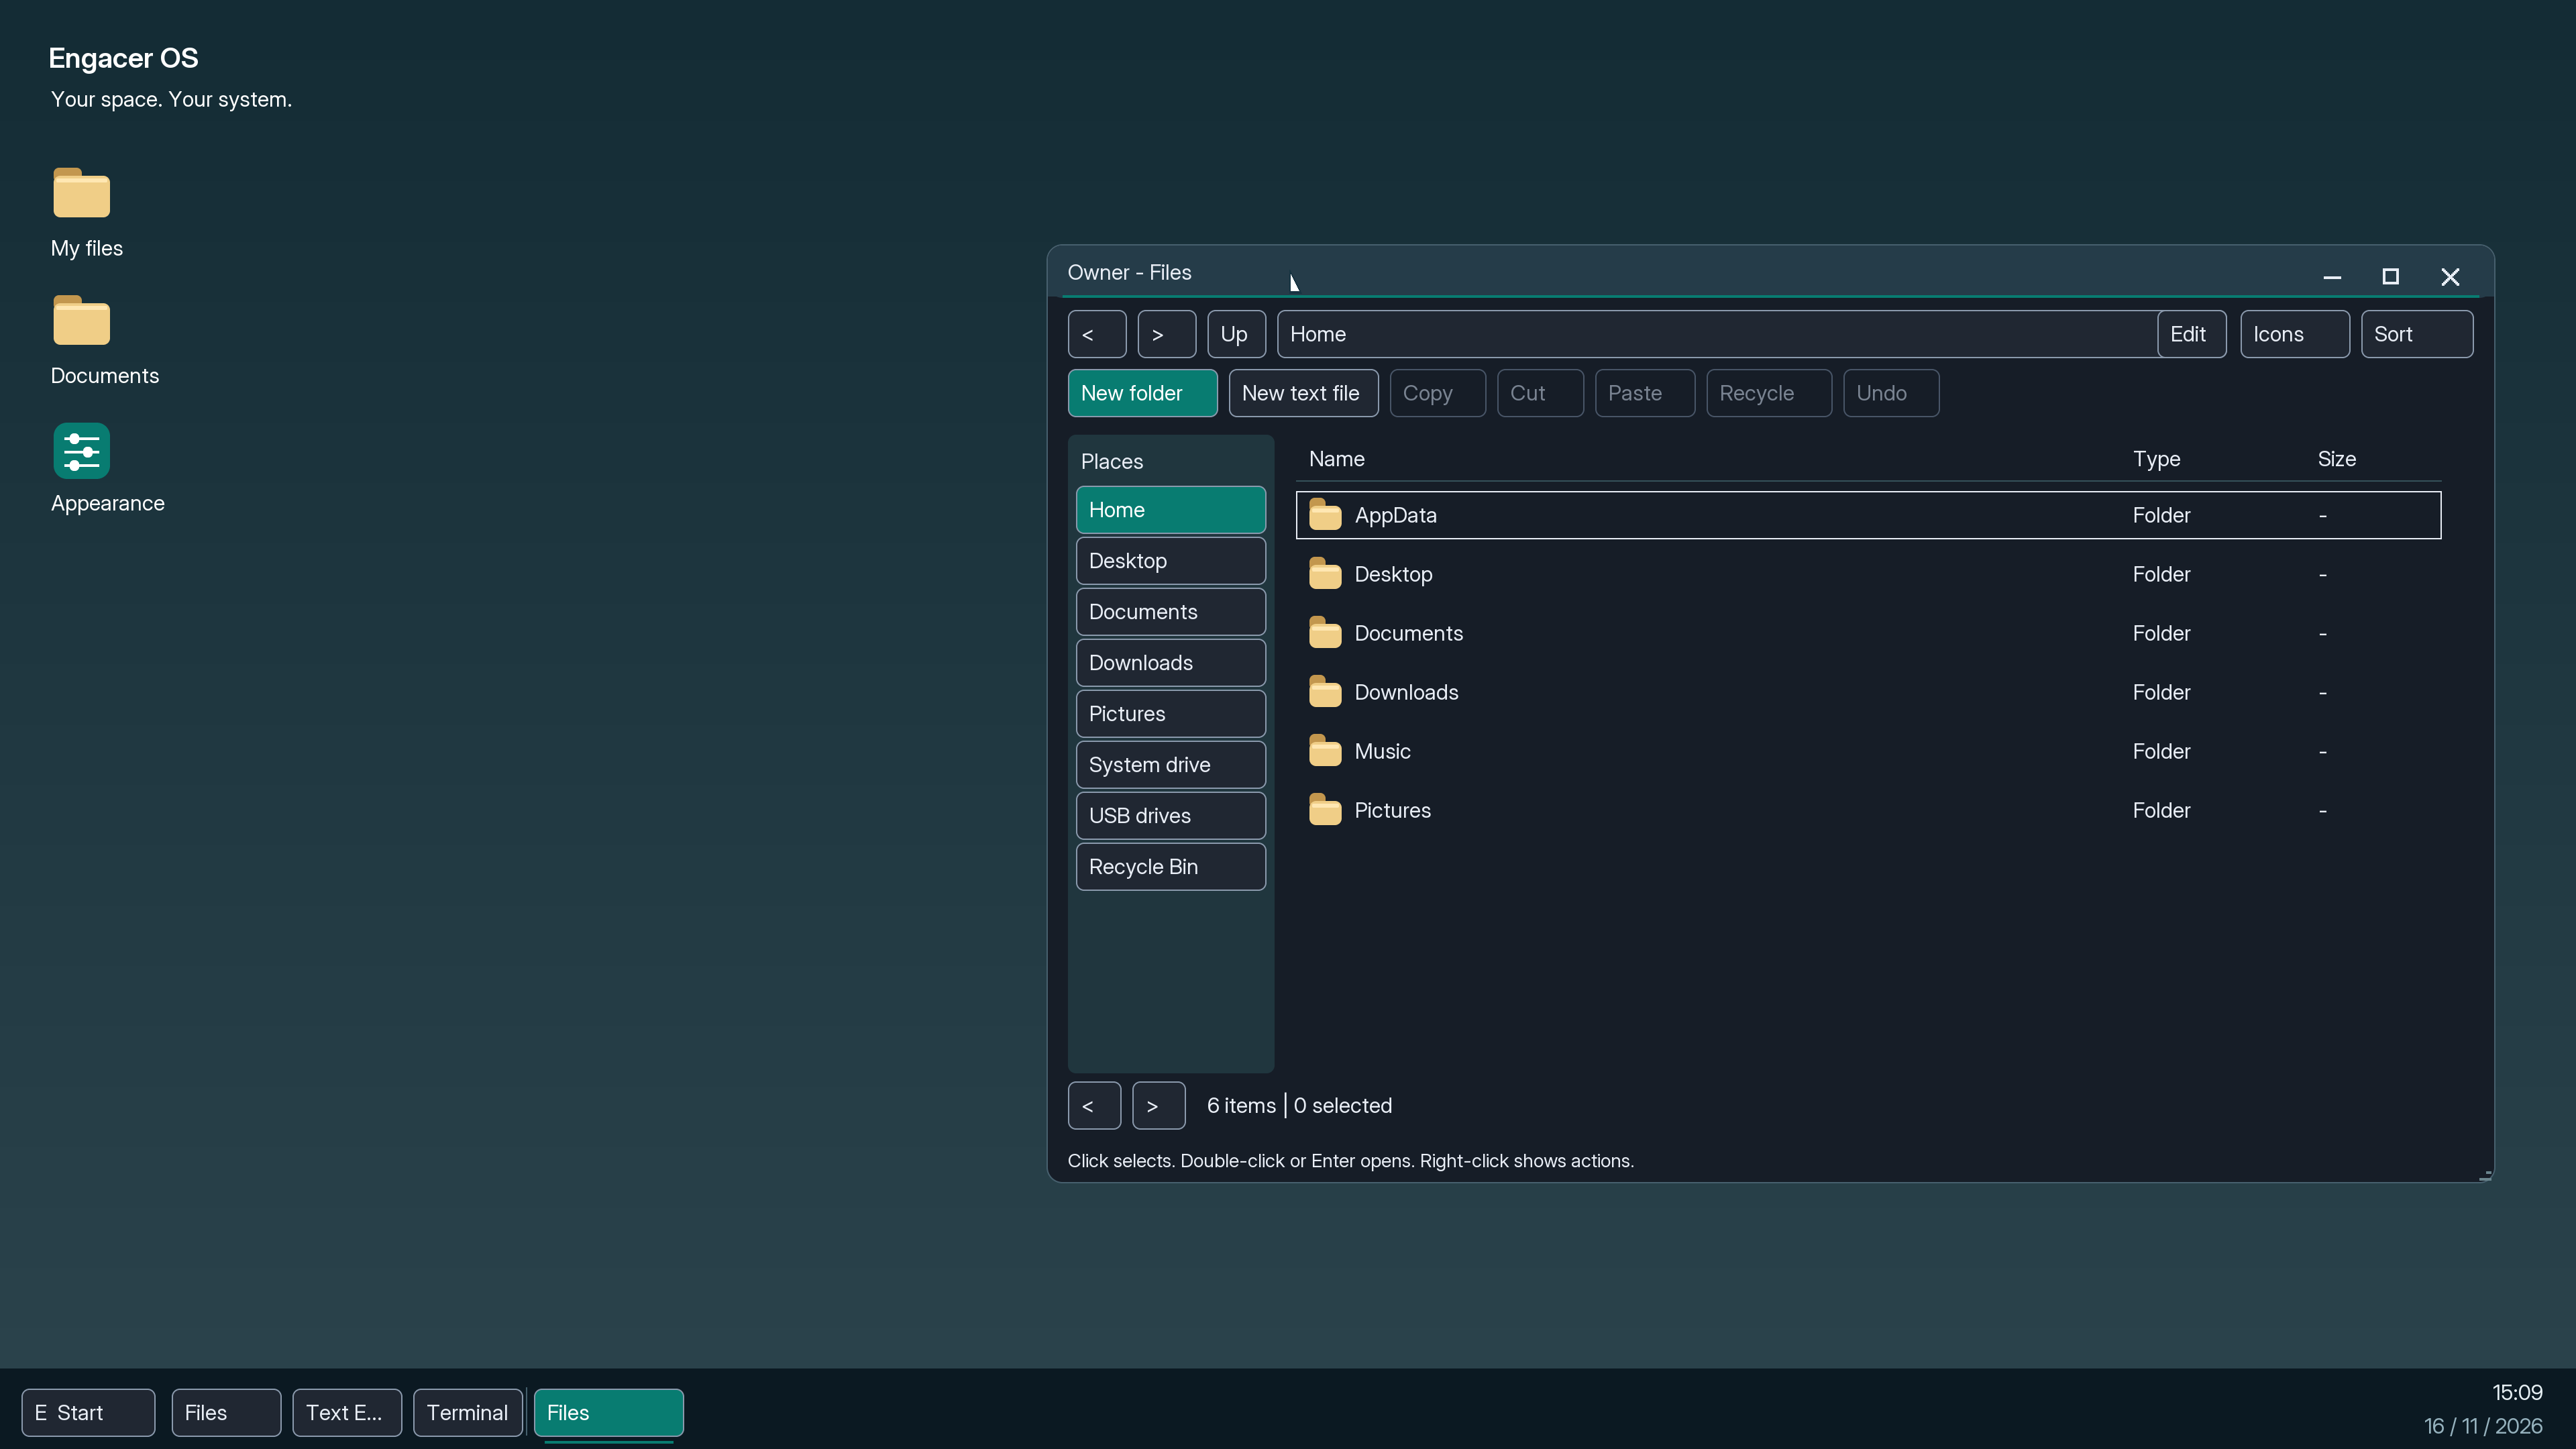 Engacer OS
Your space. Your system.
My files
Documents
Appearance
Owner - Files
< > Up Home Edit Icons Sort
New folder New text file Copy Cut Paste Recycle Undo
Places
Home
Desktop
Documents
Downloads
Pictures
System drive
USB drives
Recycle Bin
Name Type Size
AppData Folder -
Desktop Folder -
Documents Folder -
Downloads Folder -
Music Folder -
Pictures Folder -
< > 6 items | 0 selected
Click selects. Double-click or Enter opens. Right-click shows actions.
E Start Files Text E... Terminal Files
15:09
16 / 11 / 2026